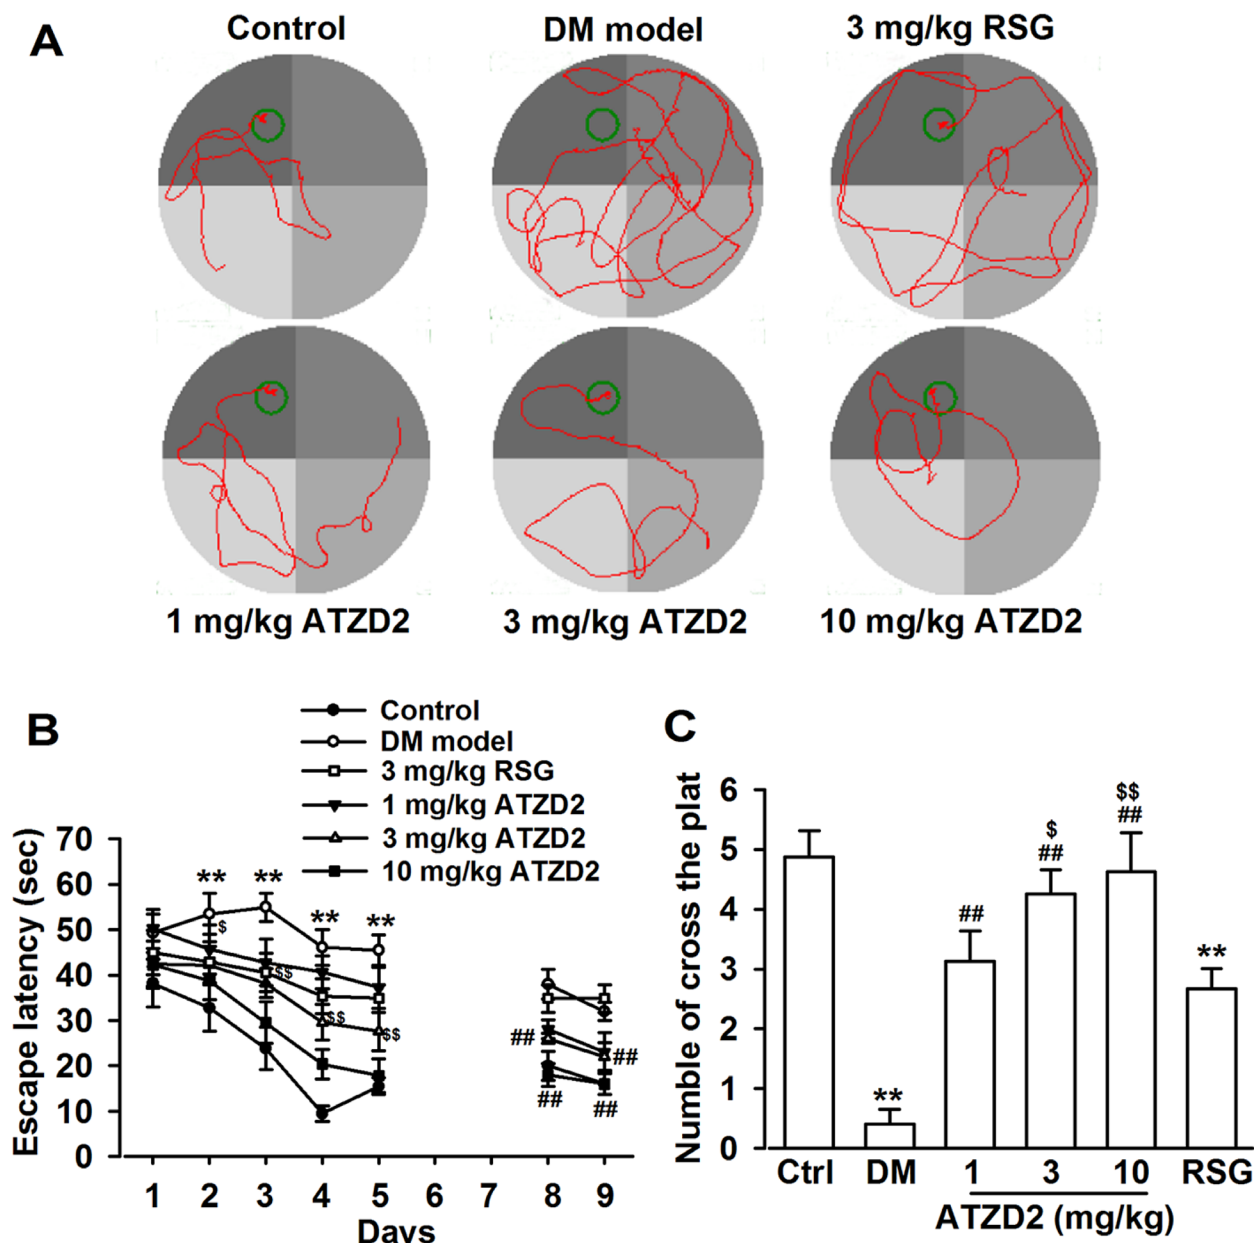 A
Control
DM model
3 mg/kg RSG
1 mg/kg ATZD2
3 mg/kg ATZD2
10 mg/kg ATZD2
B
Control
DM model
3 mg/kg RSG
1 mg/kg ATZD2
3 mg/kg ATZD2
10 mg/kg ATZD2
Escape latency (sec)
70
60
50
40
30
20
10
0
** ** ** **
$
$$
$$
$$
## ##
## ##
1 2 3 4 5 6 7 8 9
Days
C
Numble of cross the plat
6
5
4
3
2
1
0
**
##
$
##
$$
##
**
Ctrl DM 1 3 10 RSG
ATZD2 (mg/kg)